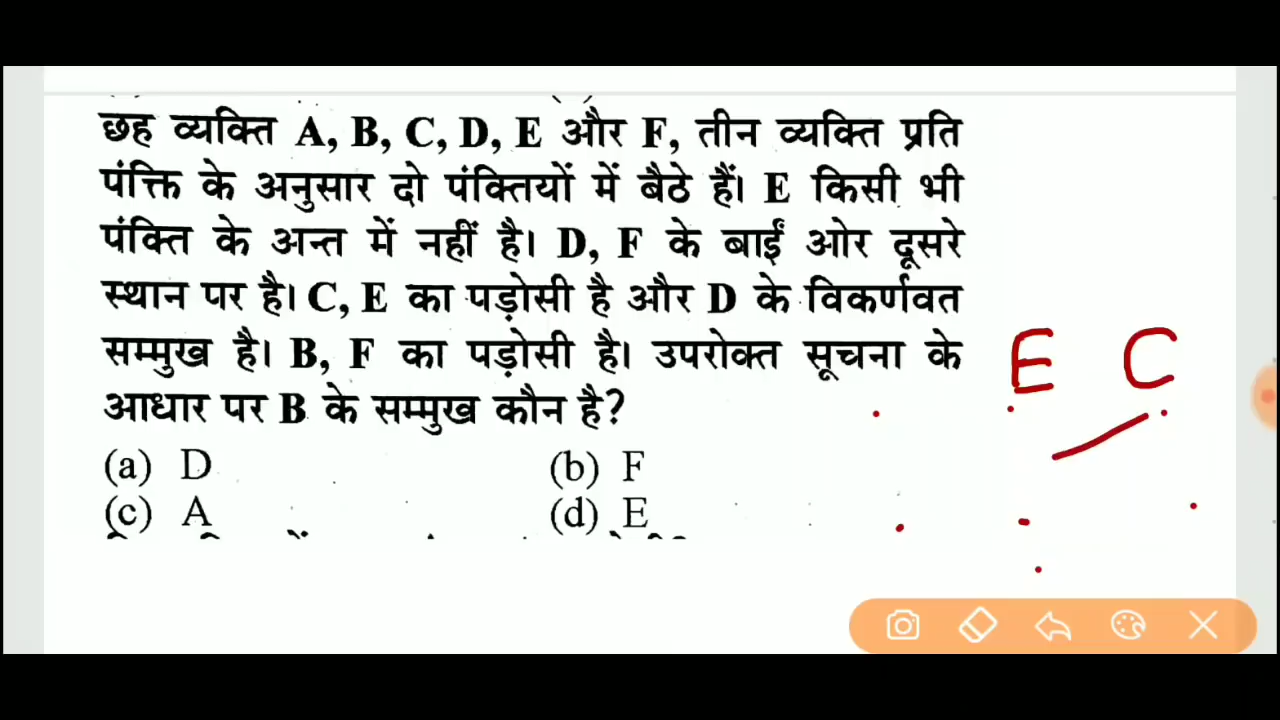 छह व्यक्ति A, B, C, D, E और F, तीन व्यक्ति प्रति
पंक्ति के अनुसार दो पंक्तियों में बैठे हैं। E किसी भी
पंक्ति के अन्त में नहीं है। D, F के बाईं ओर दूसरे
स्थान पर है। C, E का पड़ोसी है और D के विकर्णवत
सम्मुख है। B, F का पड़ोसी है। उपरोक्त सूचना के
आधार पर B के सम्मुख कौन है?
E C
(a) D (b) F
(c) A (d) E